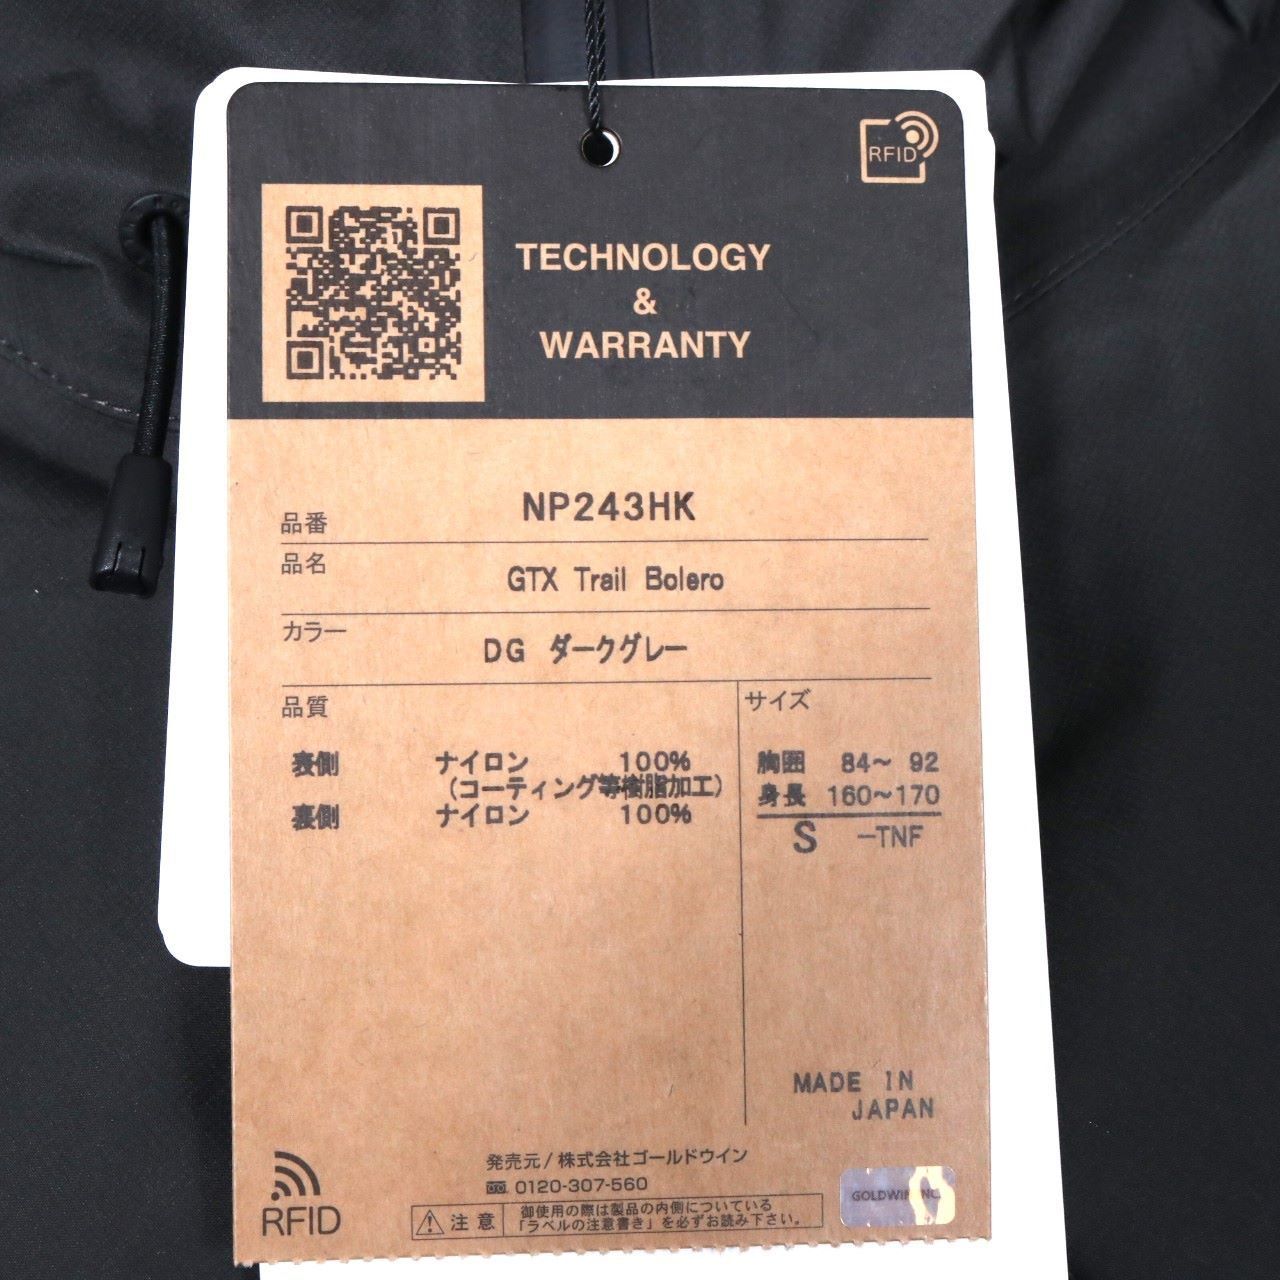 RFID
TECHNOLOGY
&
WARRANTY
品番 NP243HK
品名 GTX Trail Bolero
カラー DG ダークグレー
品質
表側 ナイロン 100%
(コーティング等樹脂加工)
裏側 ナイロン 100%
サイズ
胸囲 84～ 92
身長 160～170
S -TNF
MADE IN
JAPAN
RFID
発売元/株式会社ゴールドウイン
0120-307-560
注意
御使用の際は製品の内側についている
「ラベルの注意書き」を必ずお読み下さい。
GOLDWIN INC.